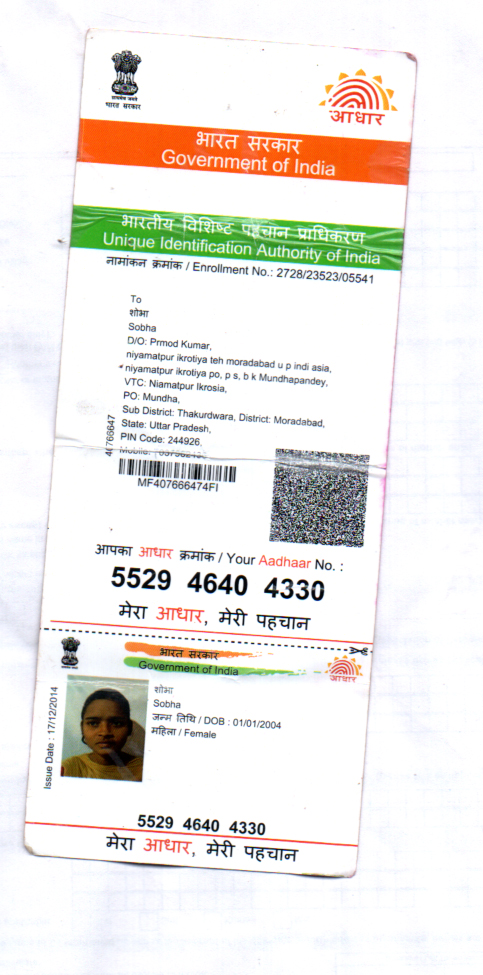 भारत सरकार
आधार
भारत सरकार
Government of India
भारतीय विशिष्ट पहचान प्राधिकरण
Unique Identification Authority of India
नामांकन क्रमांक / Enrollment No.: 2728/23523/05541
To
शोभा
Sobha
D/O: Prmod Kumar,
niyamatpur ikrotiya teh moradabad u p indi asia,
niyamatpur ikrotiya po, p s, b k Mundhapandey,
VTC: Niamatpur Ikrosia,
PO: Mundha,
Sub District: Thakurdwara, District: Moradabad,
State: Uttar Pradesh,
PIN Code: 244926,
Mobile:
40766647
MF407666474FI
आपका आधार क्रमांक / Your Aadhaar No. :
5529 4640 4330
मेरा आधार, मेरी पहचान
भारत सरकार
Government of India
आधार
Issue Date : 17/12/2014
शोभा
Sobha
जन्म तिथि / DOB : 01/01/2004
महिला / Female
5529 4640 4330
मेरा आधार, मेरी पहचान